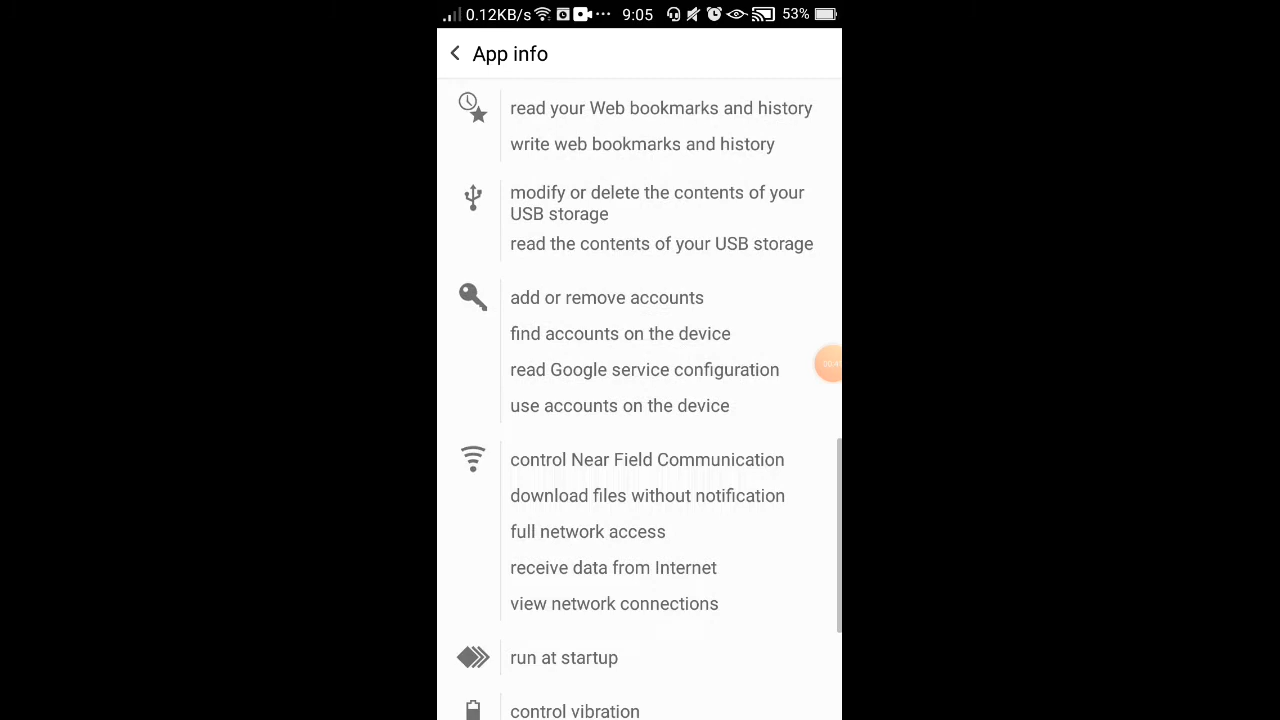 0.12KB/s 9:05 53%
App info
read your Web bookmarks and history
write web bookmarks and history
modify or delete the contents of your
USB storage
read the contents of your USB storage
add or remove accounts
find accounts on the device
read Google service configuration
use accounts on the device
control Near Field Communication
download files without notification
full network access
receive data from Internet
view network connections
run at startup
control vibration